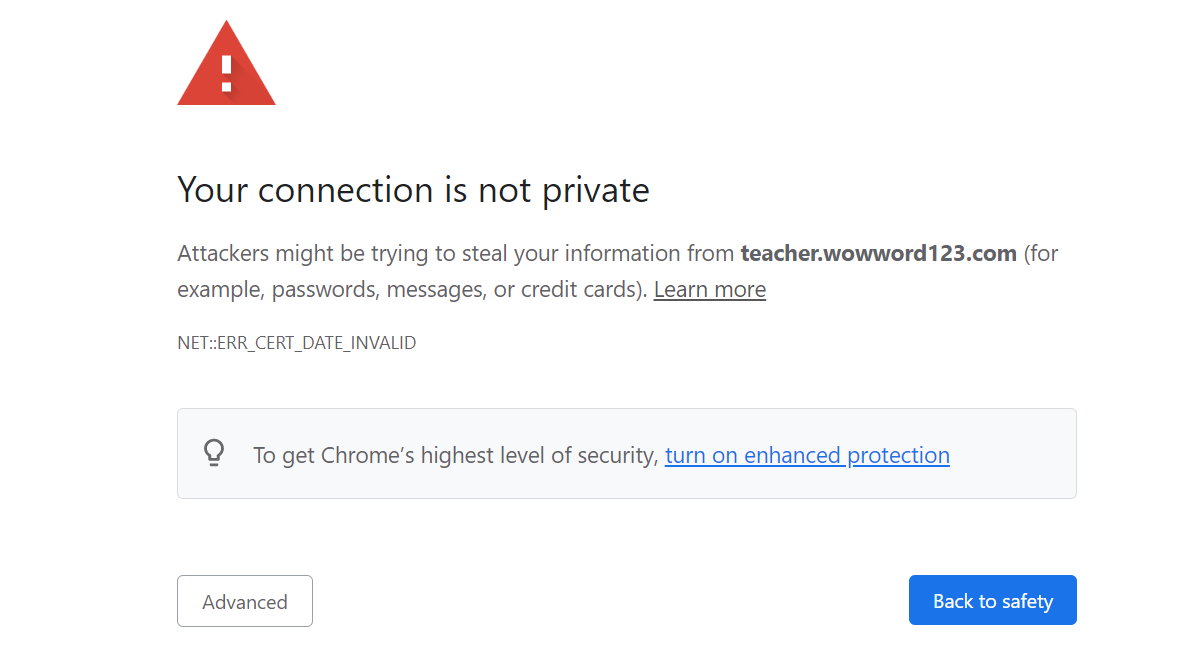 Your connection is not private
Attackers might be trying to steal your information from teacher.wowword123.com (for
example, passwords, messages, or credit cards). Learn more
NET::ERR_CERT_DATE_INVALID
To get Chrome’s highest level of security, turn on enhanced protection
Advanced
Back to safety